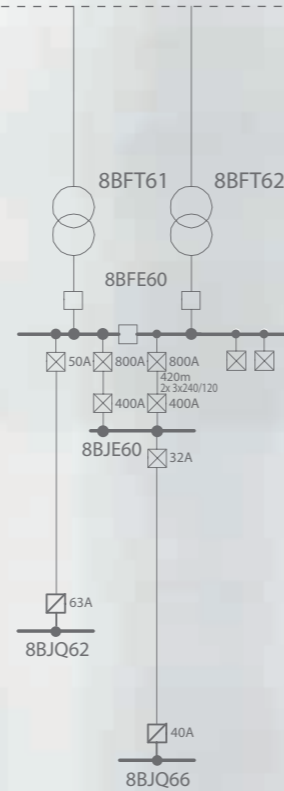 8BFT61 8BFT62
8BFE60
50A 800A 800A
420m
2x 3x240/120
400A 400A
8BJE60
32A
63A
8BJQ62
40A
8BJQ66